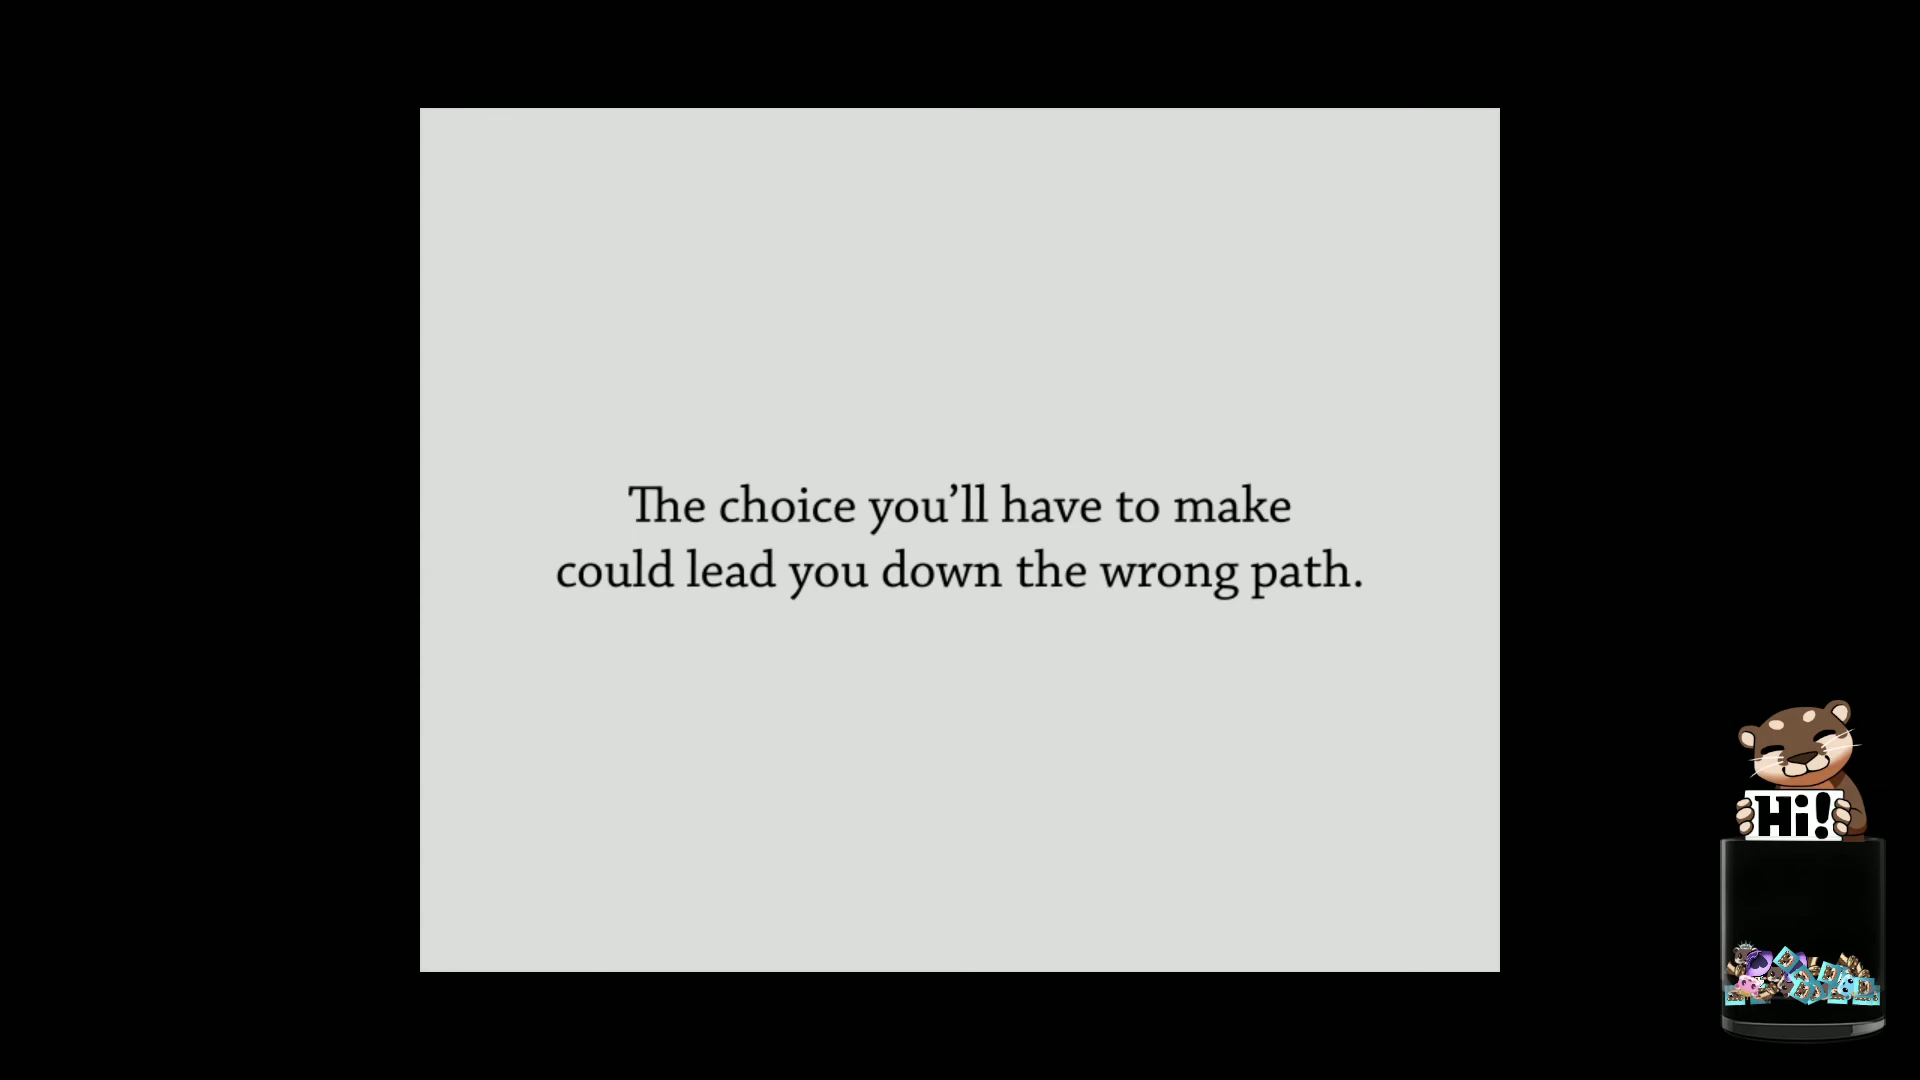 The choice you’ll have to make
could lead you down the wrong path.
Hi!